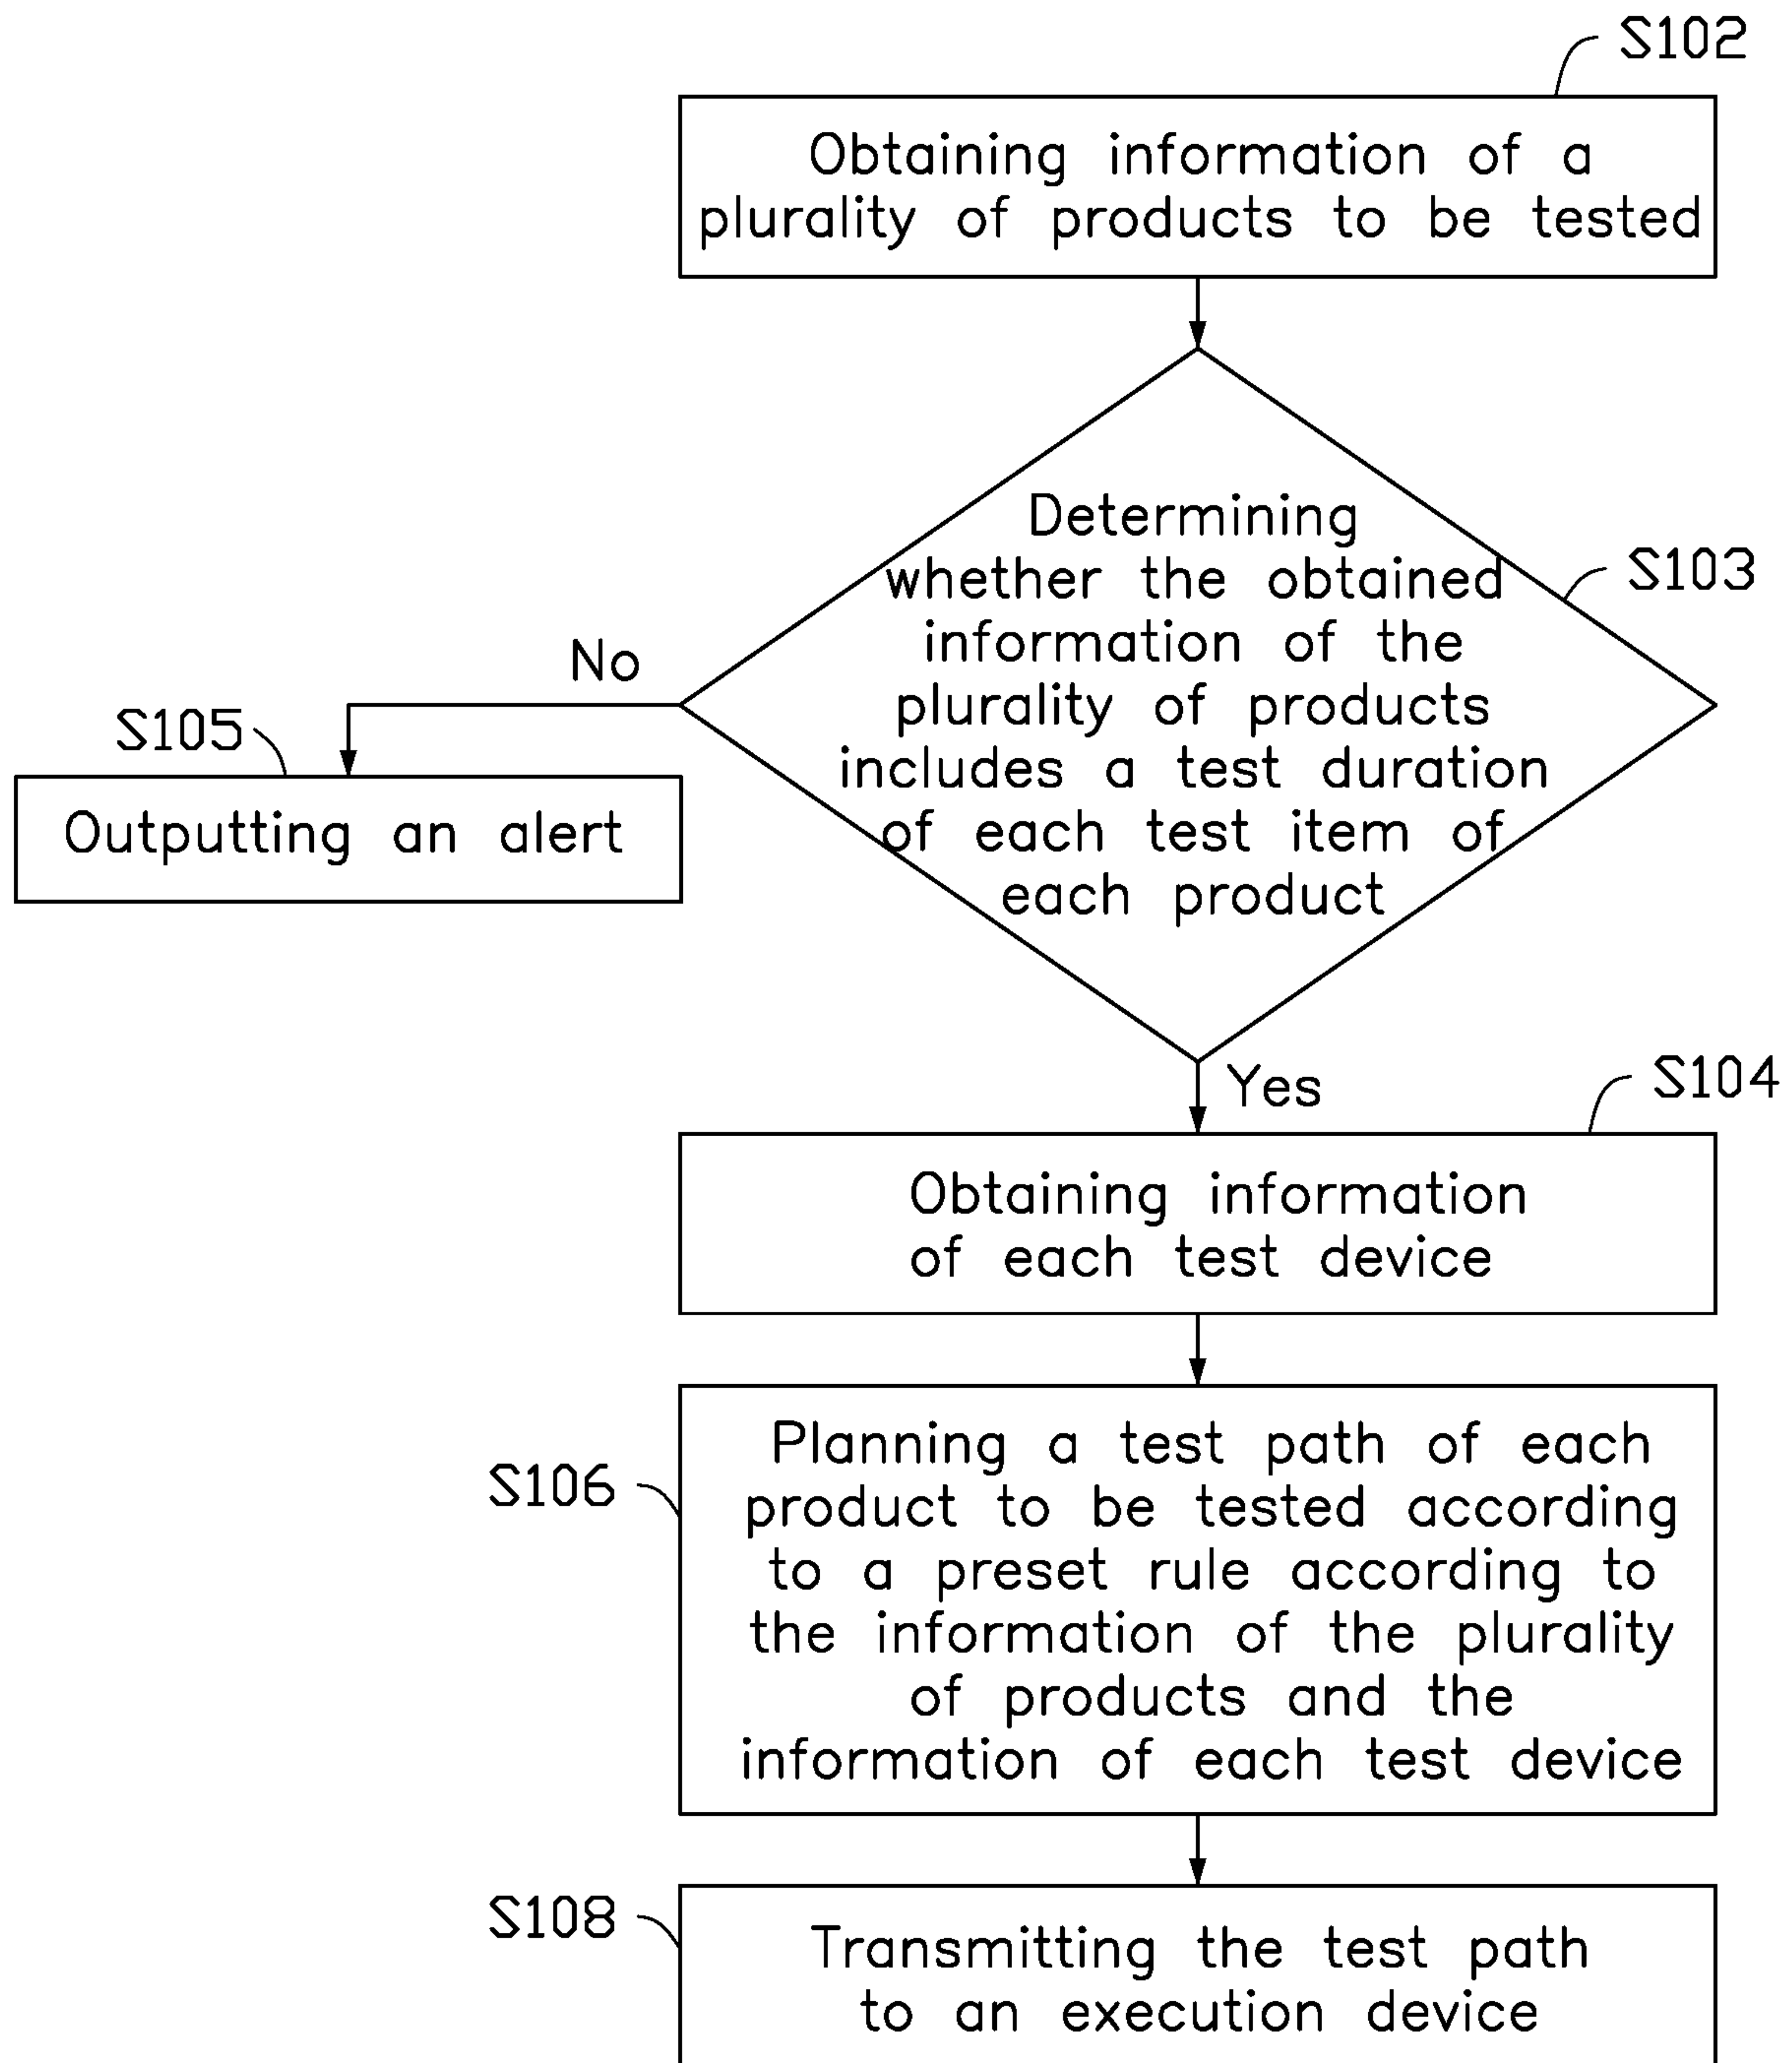 S102
Obtaining information of a
plurality of products to be tested
Determining
whether the obtained
information of the
plurality of products
includes a test duration
of each test item of
each product
S103
No
S105
Outputting an alert
Yes
S104
Obtaining information
of each test device
S106
Planning a test path of each
product to be tested according
to a preset rule according to
the information of the plurality
of products and the
information of each test device
S108
Transmitting the test path
to an execution device